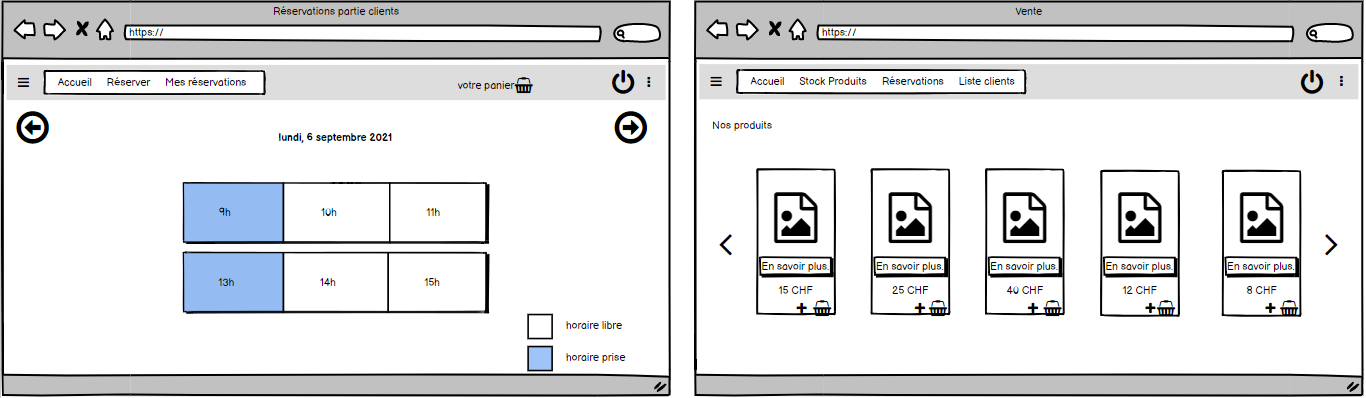 Réservations partie clients
https://
Accueil Réserver Mes réservations
votre panier
lundi, 6 septembre 2021
9h 10h 11h
13h 14h 15h
horaire libre
horaire prise
Vente
https://
Accueil Stock Produits Réservations Liste clients
Nos produits
En savoir plus. En savoir plus. En savoir plus. En savoir plus. En savoir plus.
15 CHF 25 CHF 40 CHF 12 CHF 8 CHF
+ + + + +